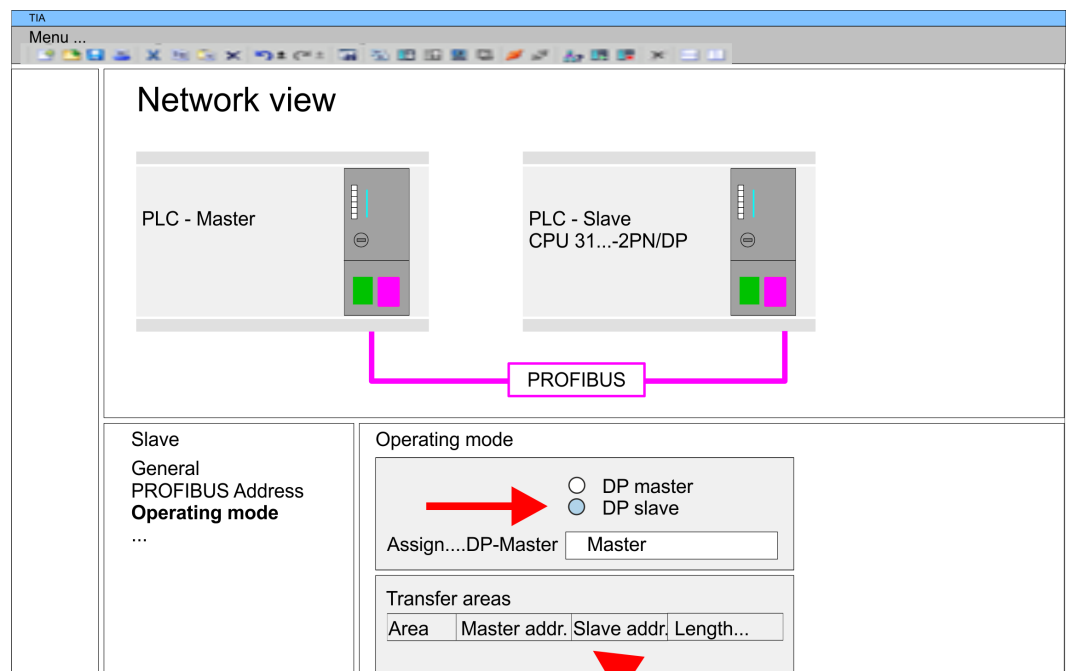 TIA
Menu ...
Network view
PLC - Master
PLC - Slave
CPU 31...-2PN/DP
PROFIBUS
Slave
General
PROFIBUS Address
Operating mode
...
Operating mode
DP master
DP slave
Assign....DP-Master Master
Transfer areas
Area Master addr. Slave addr. Length...